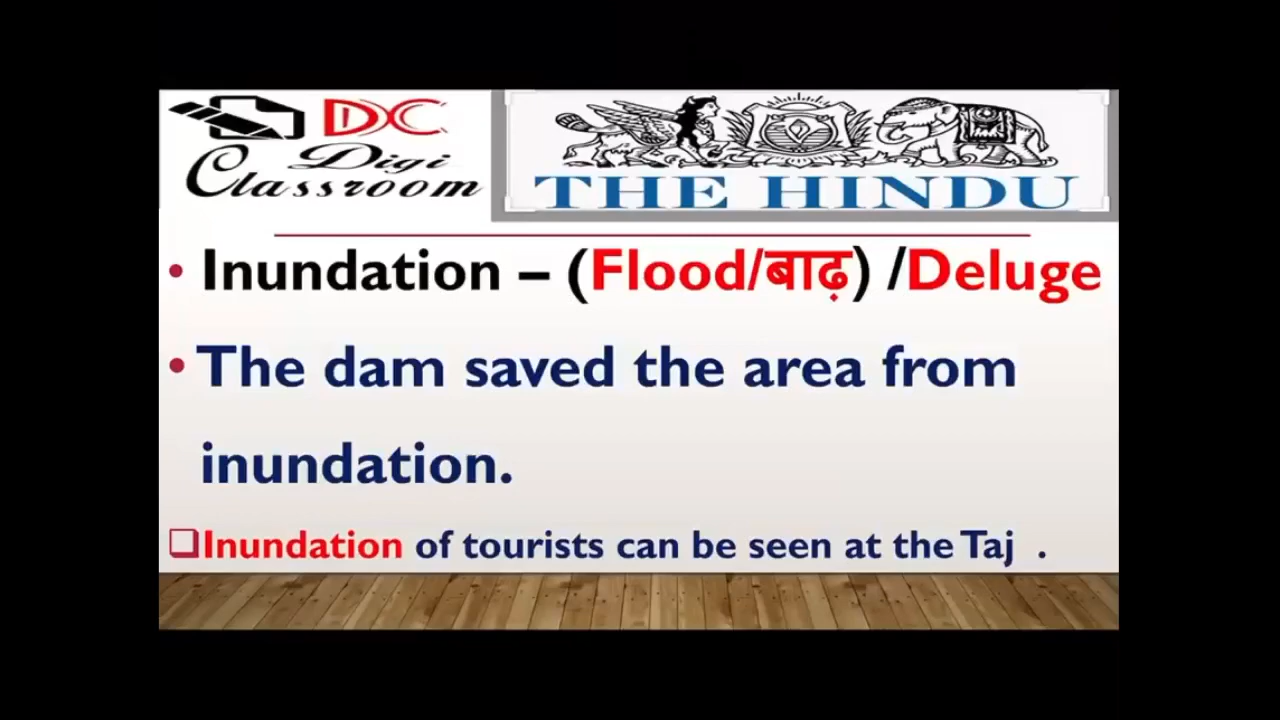 DC
Digi
Classroom
THE HINDU
• Inundation – (Flood/बाढ़) /Deluge
• The dam saved the area from
inundation.
❑Inundation of tourists can be seen at the Taj .